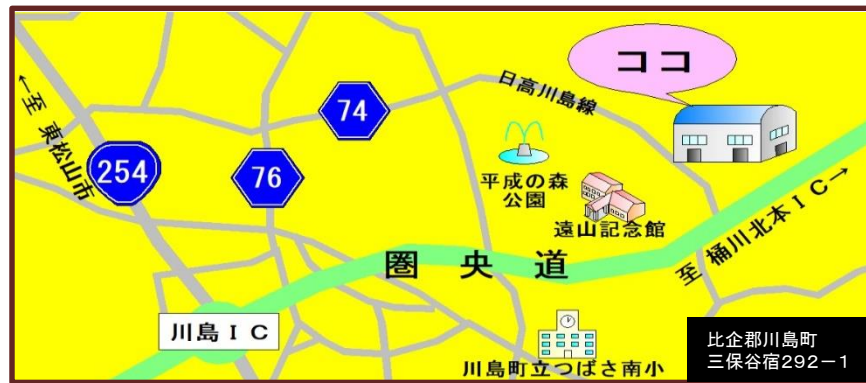 ココ
日高川島線
74
←至 東松山市
254
76
平成の森
公園
遠山記念館
至 桶川北本IC→
圏央道
川島IC
川島町立つばさ南小
比企郡川島町
三保谷宿292-1